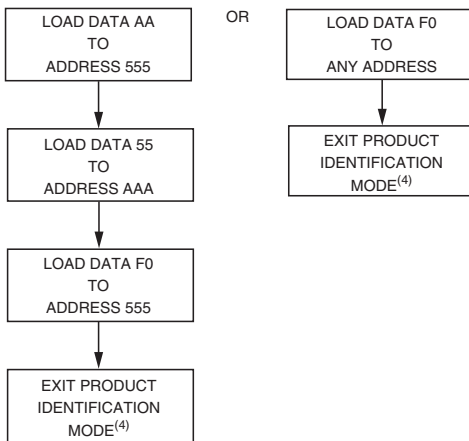 LOAD DATA AA
TO
ADDRESS 555
LOAD DATA 55
TO
ADDRESS AAA
LOAD DATA F0
TO
ADDRESS 555
EXIT PRODUCT
IDENTIFICATION
MODE(4)
OR
LOAD DATA F0
TO
ANY ADDRESS
EXIT PRODUCT
IDENTIFICATION
MODE(4)